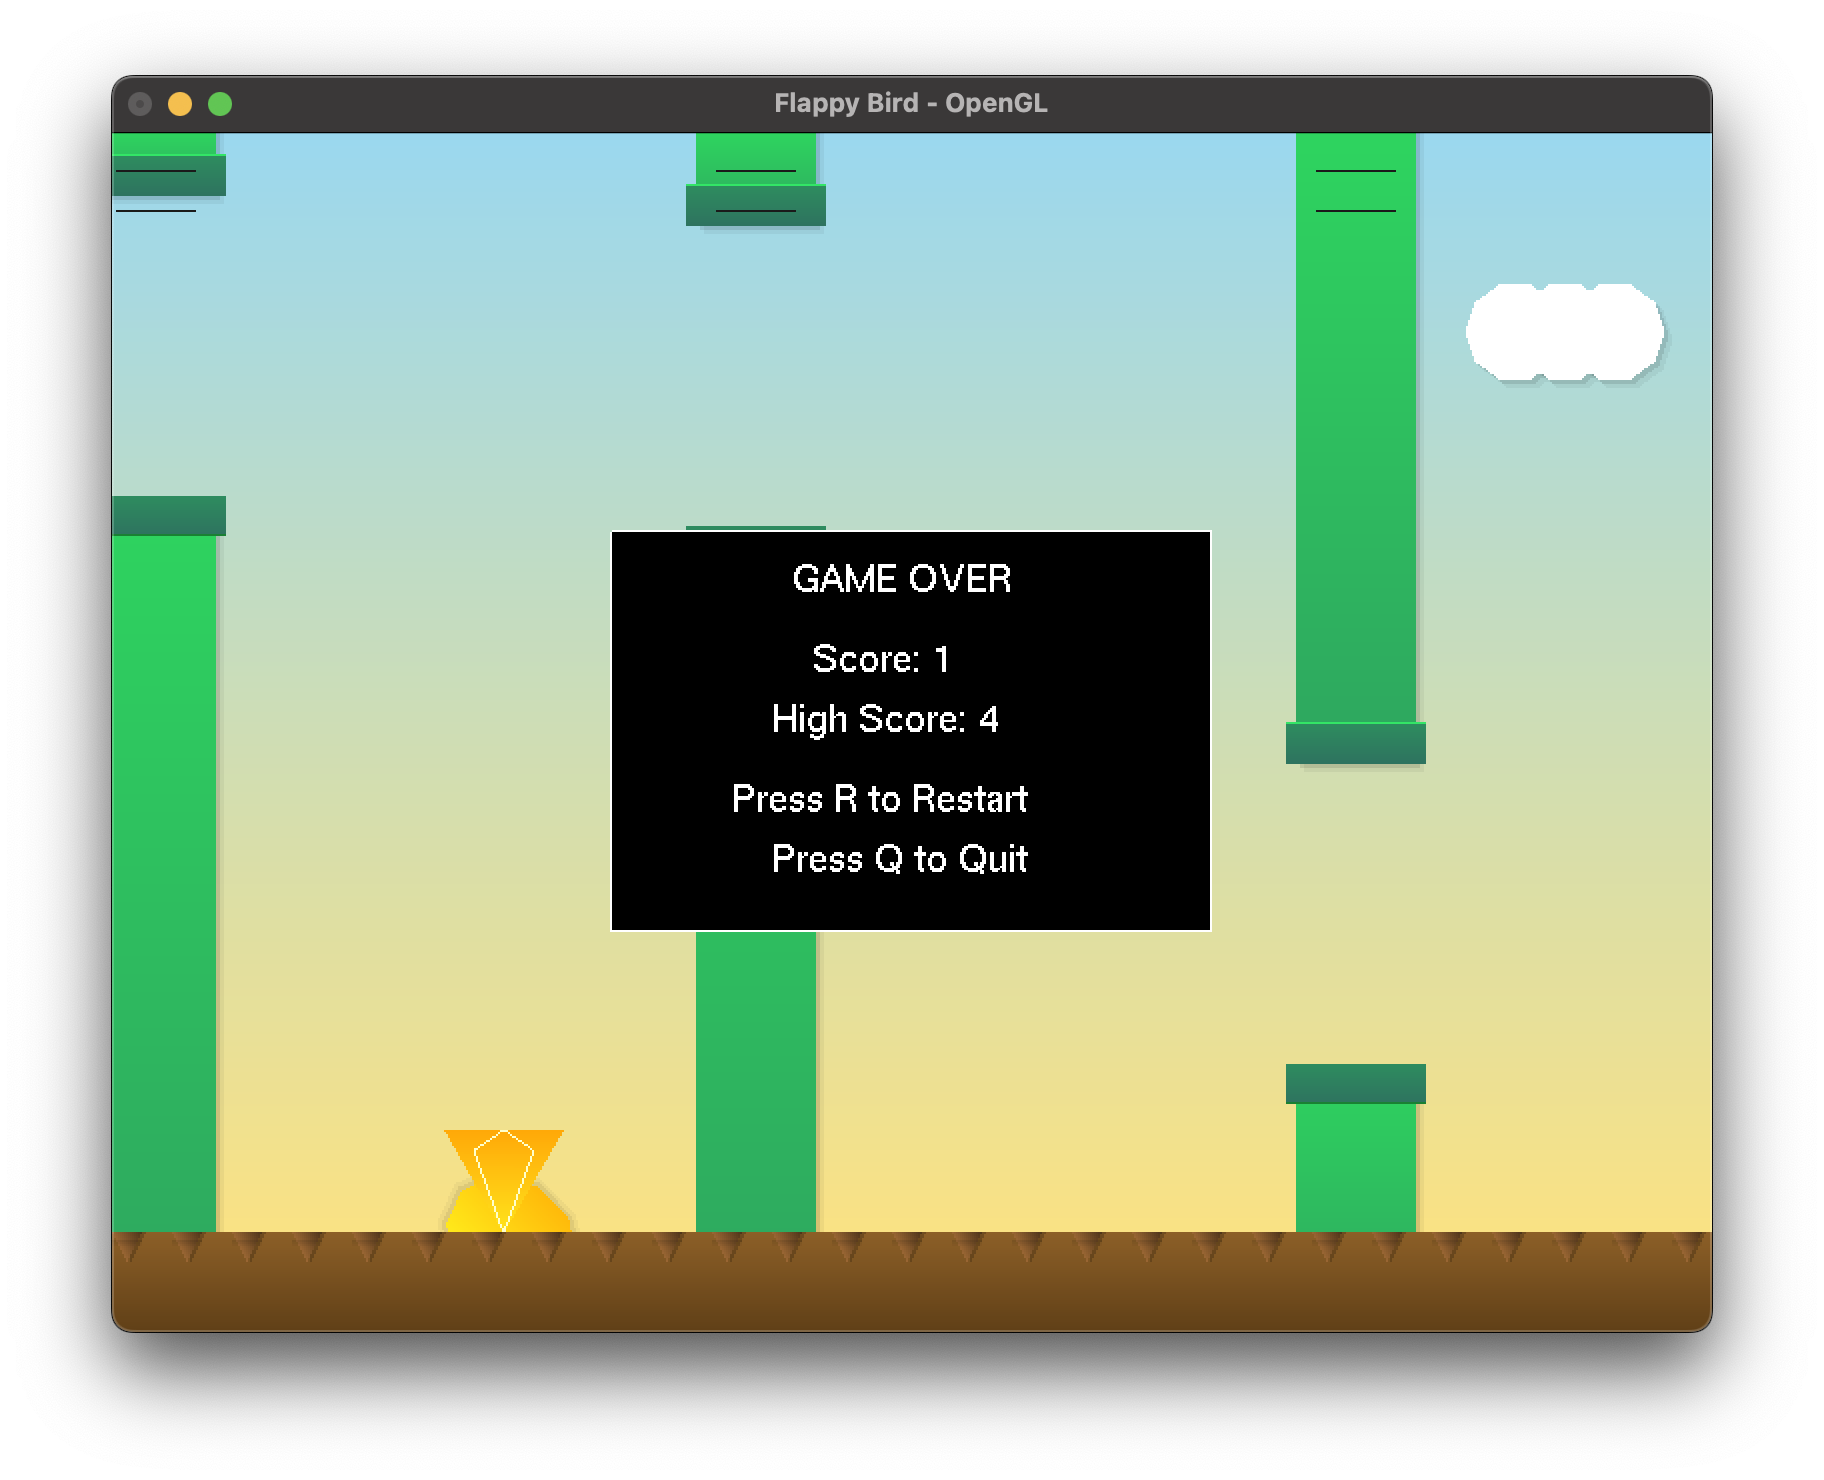 Flappy Bird - OpenGL
GAME OVER
Score: 1
High Score: 4
Press R to Restart
Press Q to Quit